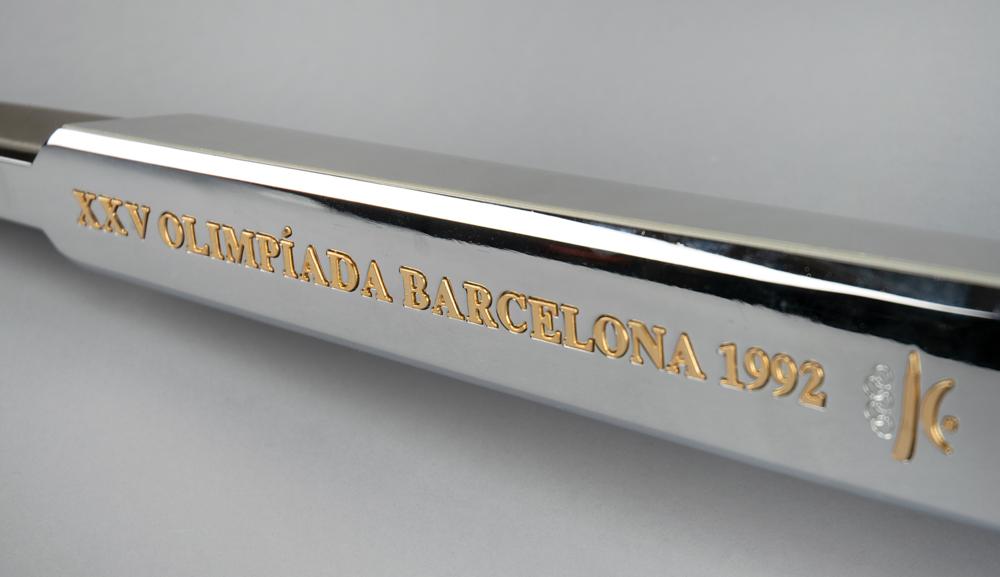 XXV OLIMPÍADA BARCELONA 1992